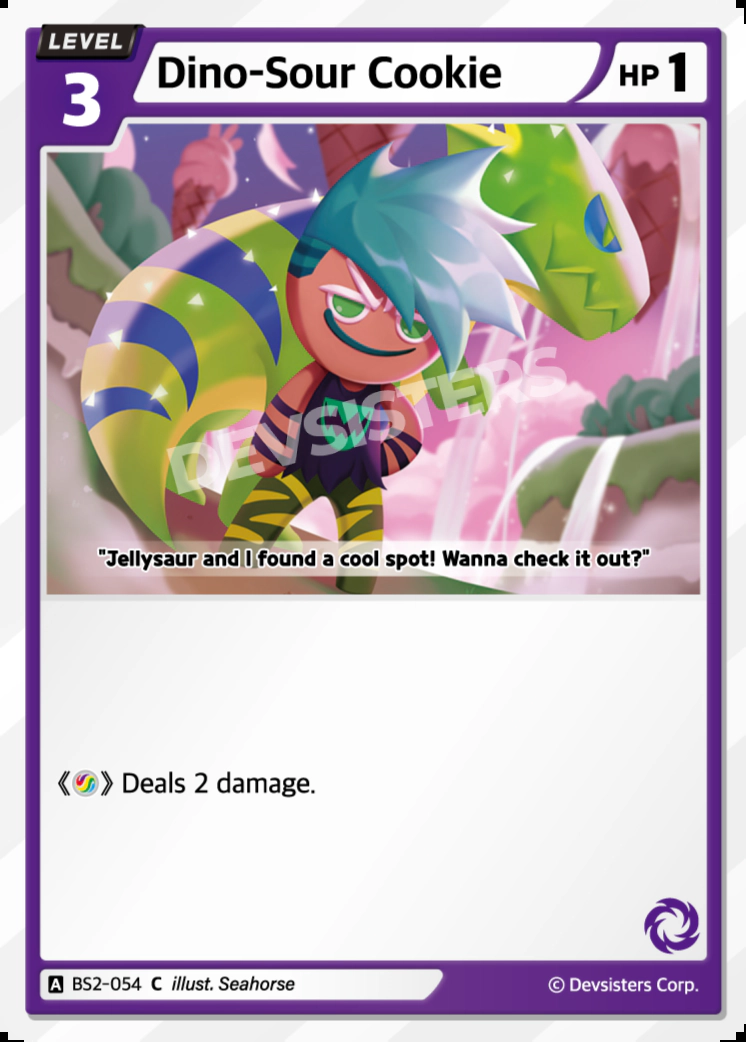 LEVEL
3
Dino-Sour Cookie
HP 1
DEVSISTERS
"Jellysaur and I found a cool spot! Wanna check it out?"
《》 Deals 2 damage.
A BS2-054 C illust. Seahorse
© Devsisters Corp.